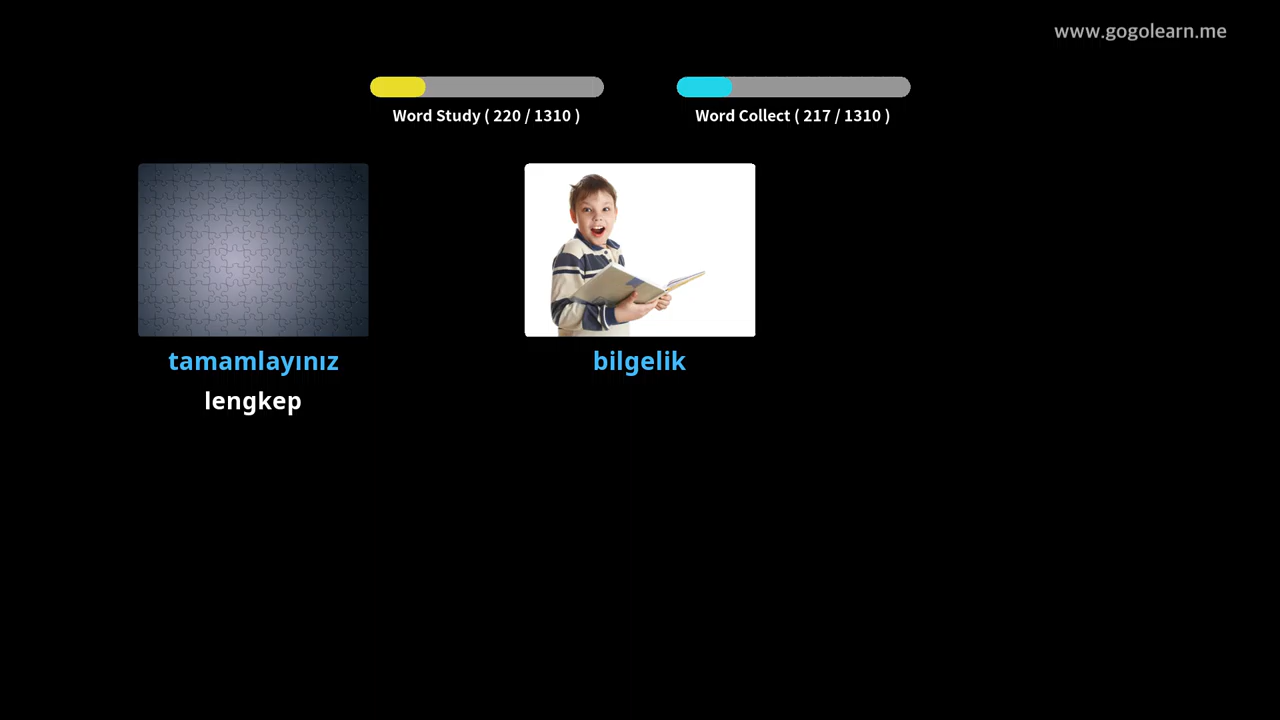 www.gogolearn.me
Word Study ( 220 / 1310 )
Word Collect ( 217 / 1310 )
tamamlayınız
bilgelik
lengkep